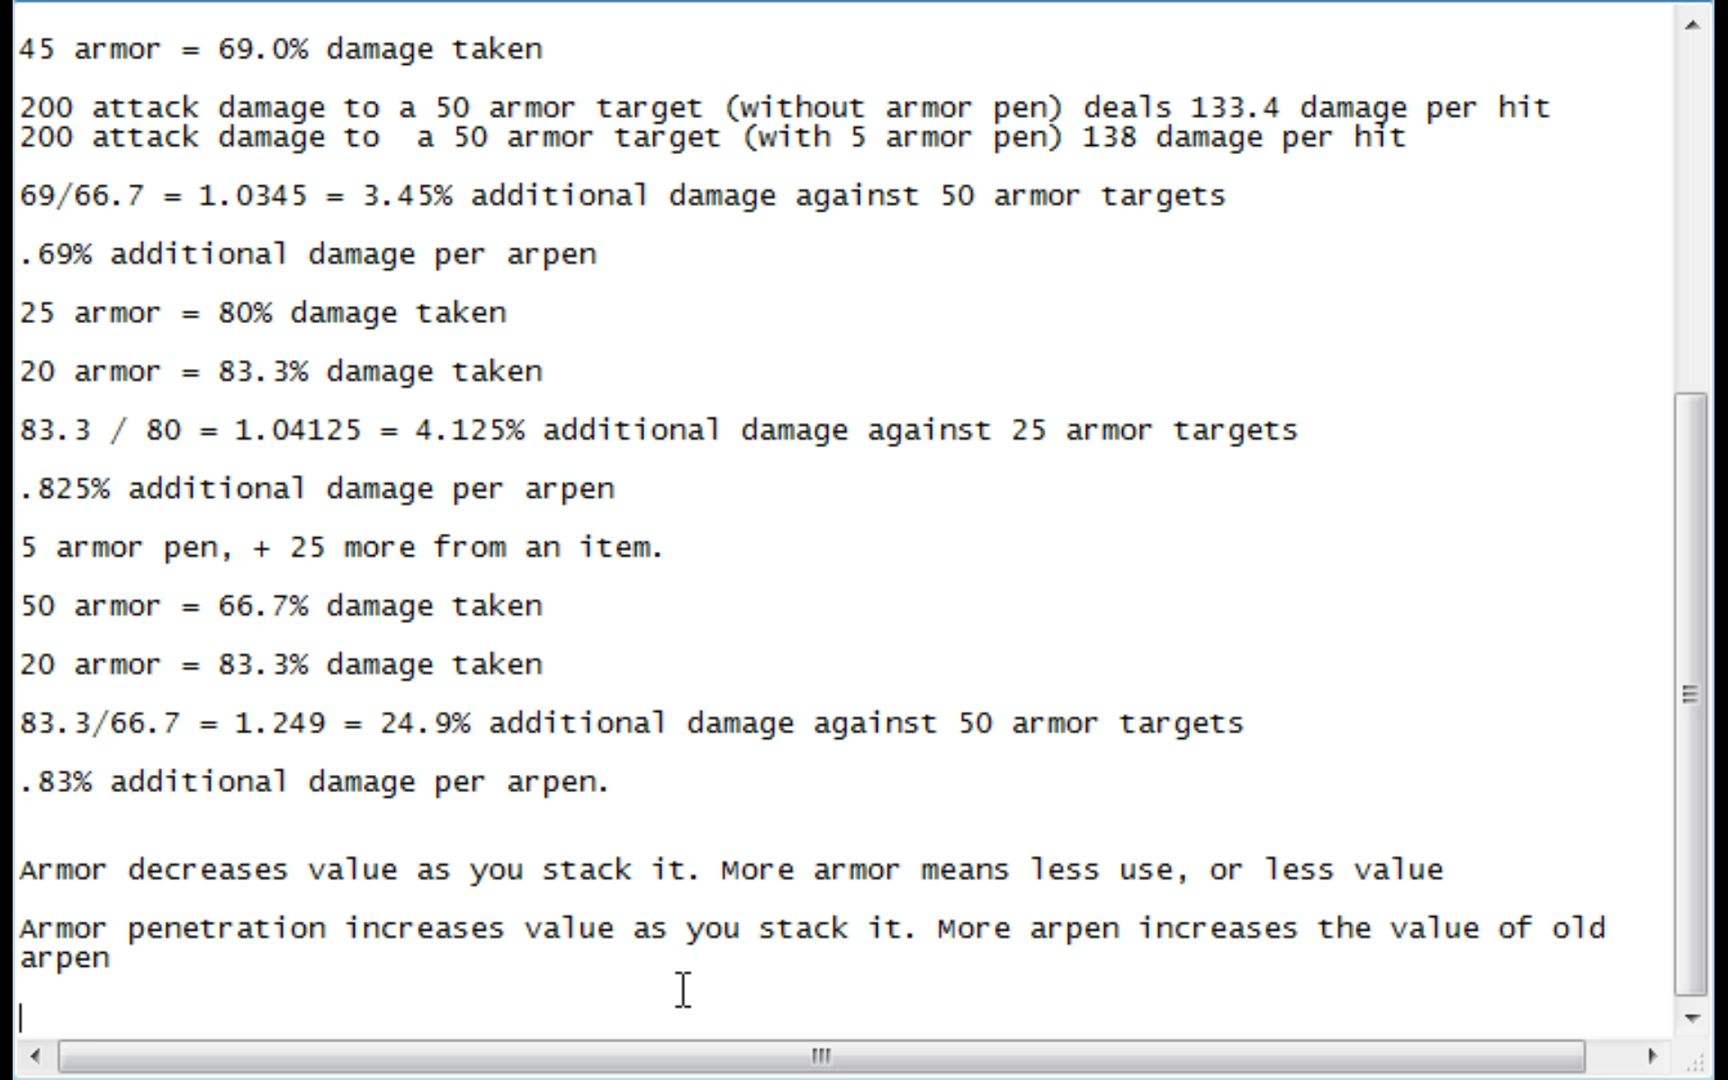 45 armor = 69.0% damage taken
200 attack damage to a 50 armor target (without armor pen) deals 133.4 damage per hit
200 attack damage to  a 50 armor target (with 5 armor pen) 138 damage per hit
69/66.7 = 1.0345 = 3.45% additional damage against 50 armor targets
.69% additional damage per arpen
25 armor = 80% damage taken
20 armor = 83.3% damage taken
83.3 / 80 = 1.04125 = 4.125% additional damage against 25 armor targets
.825% additional damage per arpen
5 armor pen, + 25 more from an item.
50 armor = 66.7% damage taken
20 armor = 83.3% damage taken
83.3/66.7 = 1.249 = 24.9% additional damage against 50 armor targets
.83% additional damage per arpen.
Armor decreases value as you stack it. More armor means less use, or less value
Armor penetration increases value as you stack it. More arpen increases the value of old
arpen